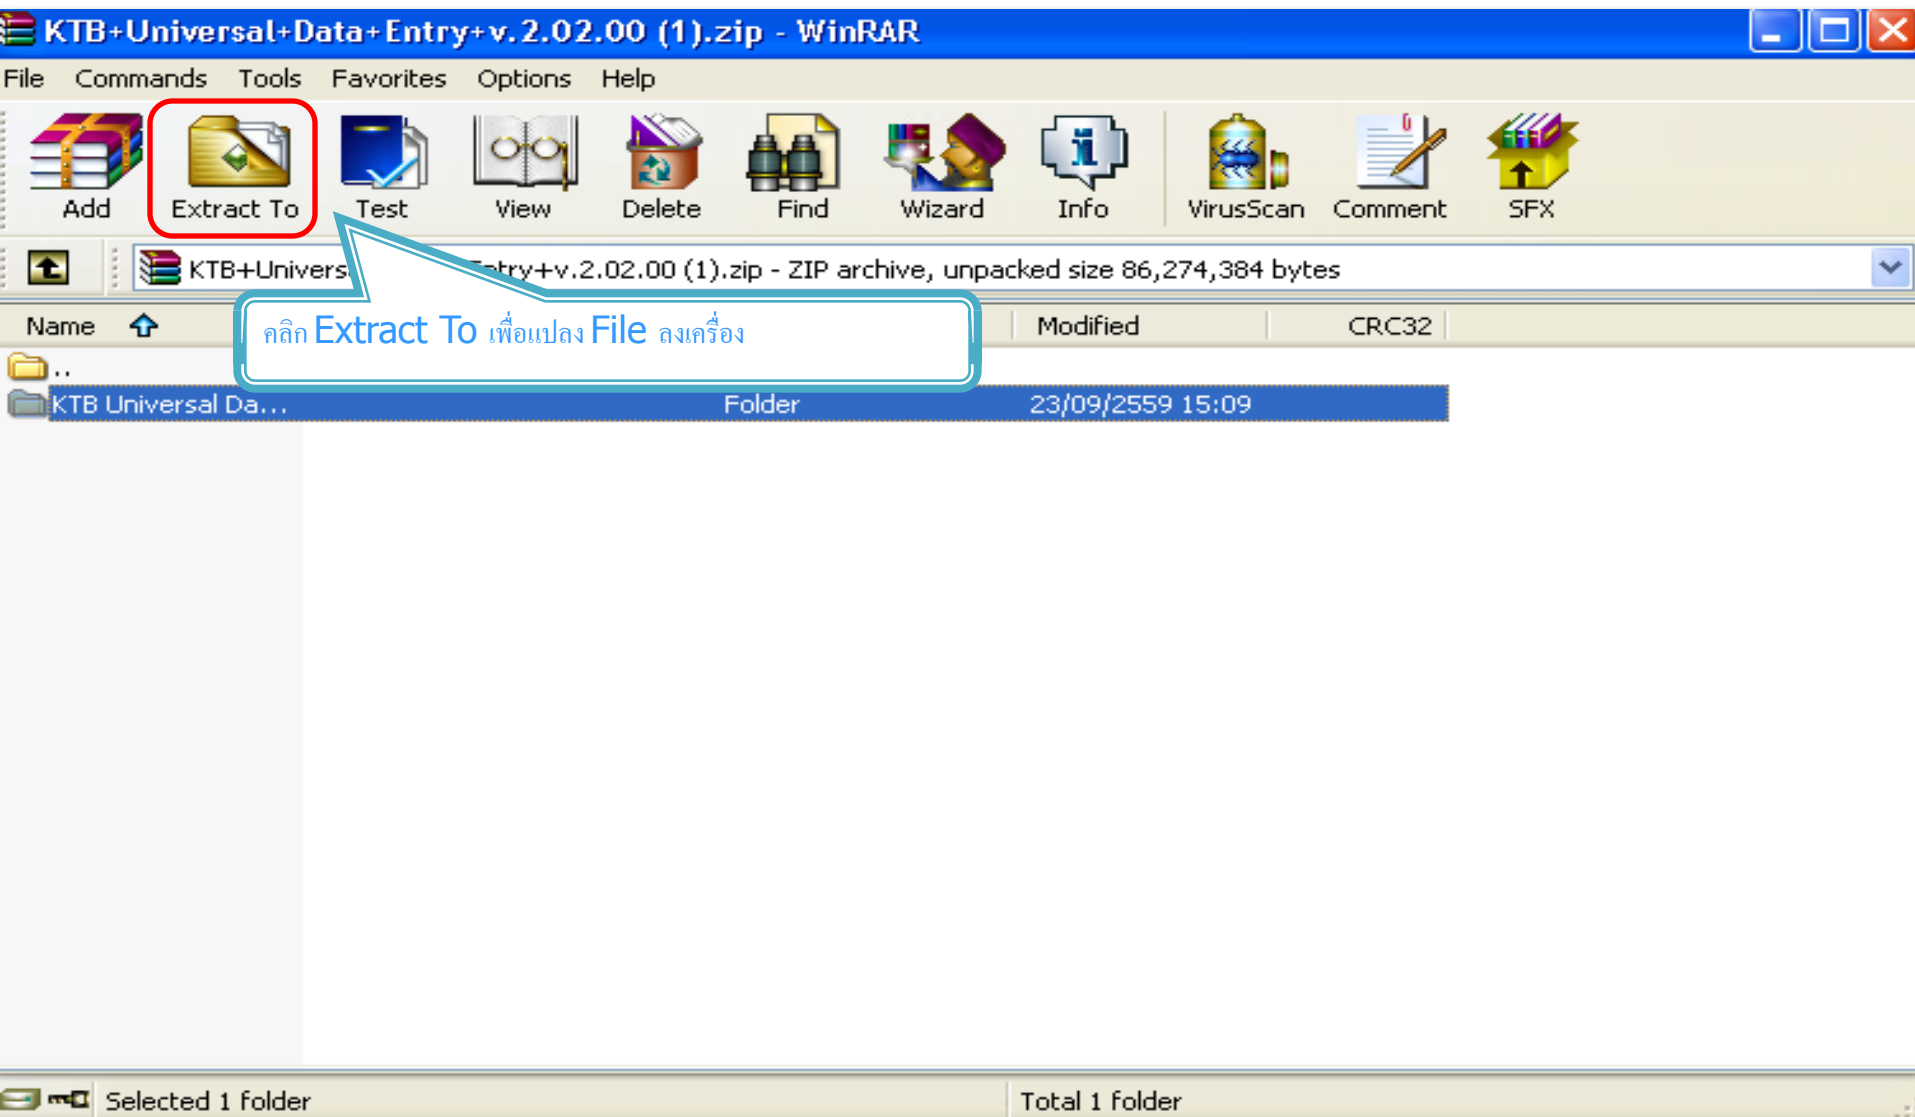 KTB+Universal+Data+Entry+v.2.02.00 (1).zip - WinRAR
File Commands Tools Favorites Options Help
Add Extract To Test View Delete Find Wizard Info VirusScan Comment SFX
KTB+Univers Entry+v.2.02.00 (1).zip - ZIP archive, unpacked size 86,274,384 bytes
Name Modified CRC32
คลิก Extract To เพื่อแปลง File ลงเครื่อง
..
KTB Universal Da... Folder 23/09/2559 15:09
Selected 1 folder Total 1 folder